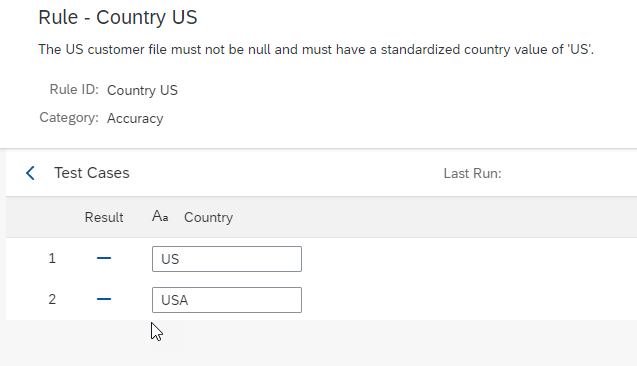 Rule - Country US
The US customer file must not be null and must have a standardized country value of 'US'.
Rule ID: Country US
Category: Accuracy
Test Cases Last Run:
Result Aa Country
1 US
2 USA